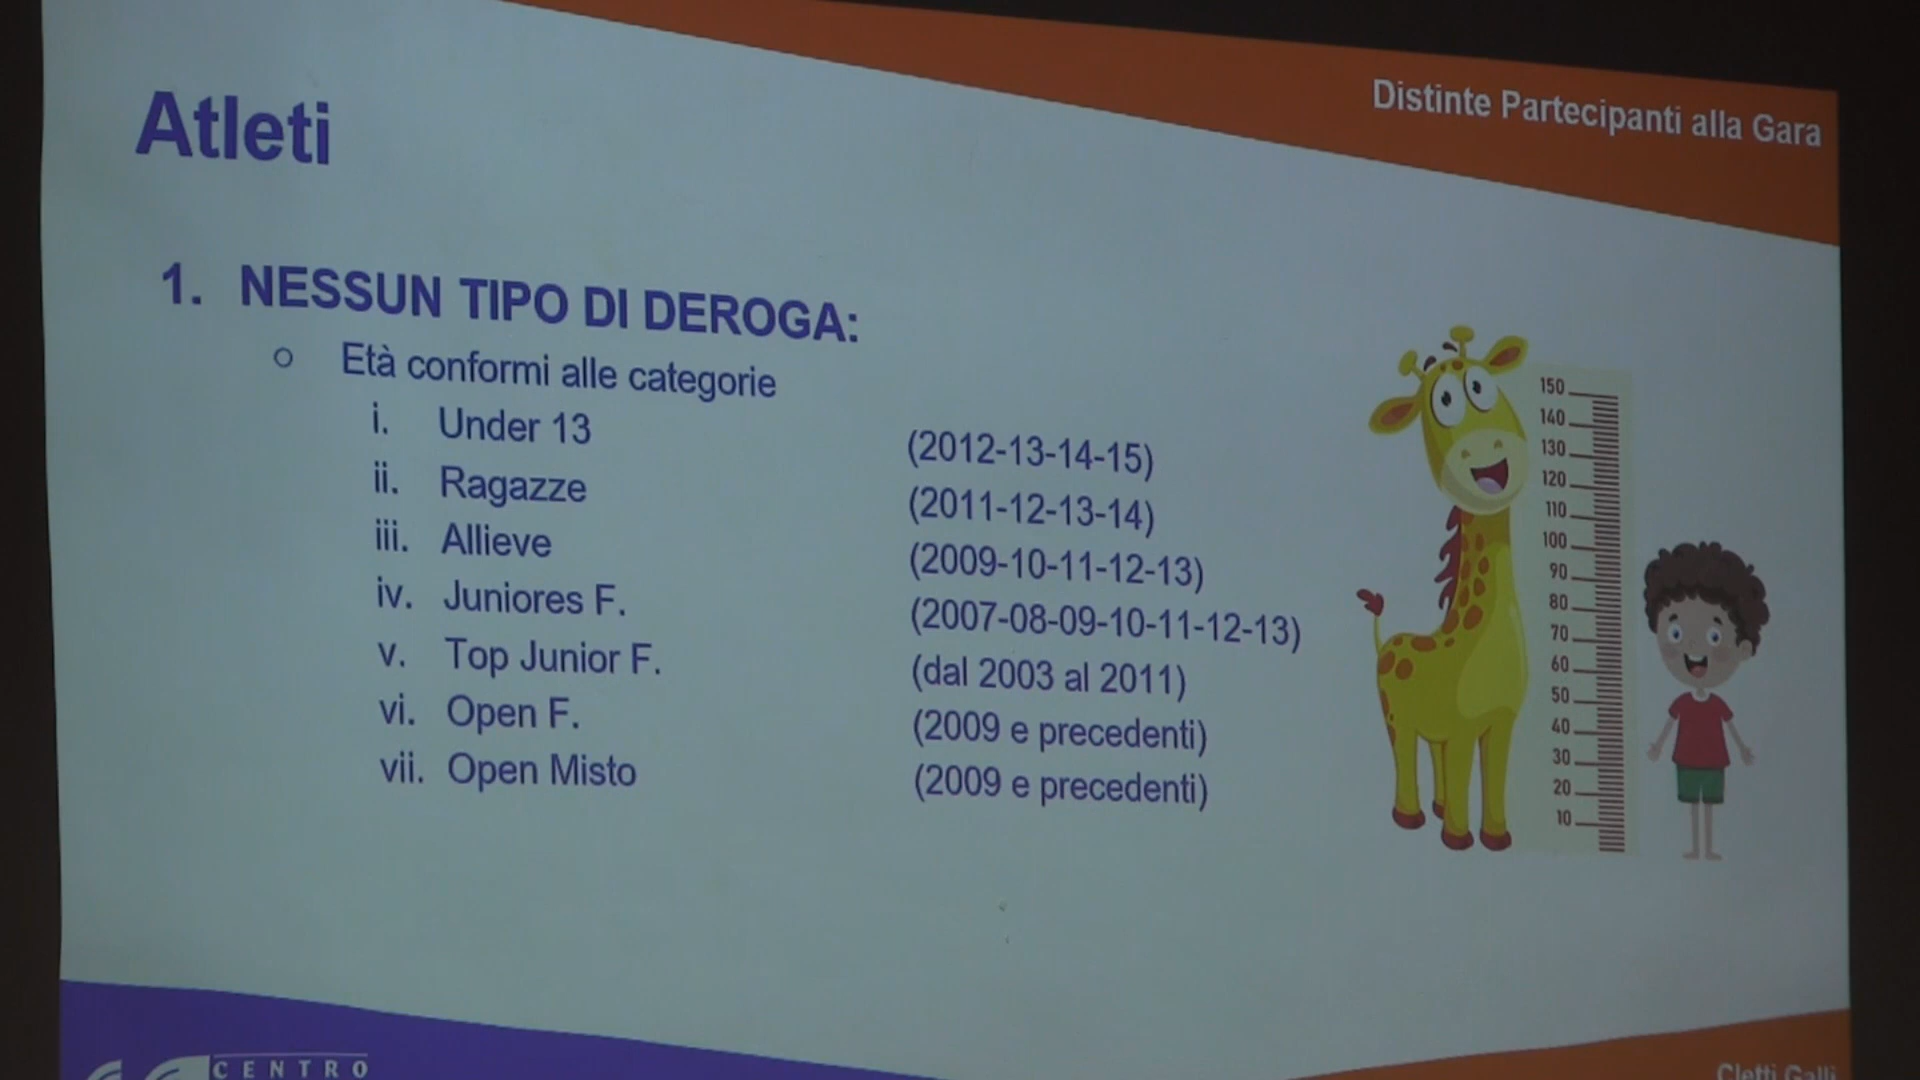 Distinte Partecipanti alla Gara
Atleti
1. NESSUN TIPO DI DEROGA:
○ Età conformi alle categorie
i. Under 13 (2012-13-14-15)
ii. Ragazze (2011-12-13-14)
iii. Allieve (2009-10-11-12-13)
iv. Juniores F. (2007-08-09-10-11-12-13)
v. Top Junior F. (dal 2003 al 2011)
vi. Open F. (2009 e precedenti)
vii. Open Misto (2009 e precedenti)
150
140
130
120
110
100
90
80
70
60
50
40
30
20
10
CENTRO
Cletti Galli